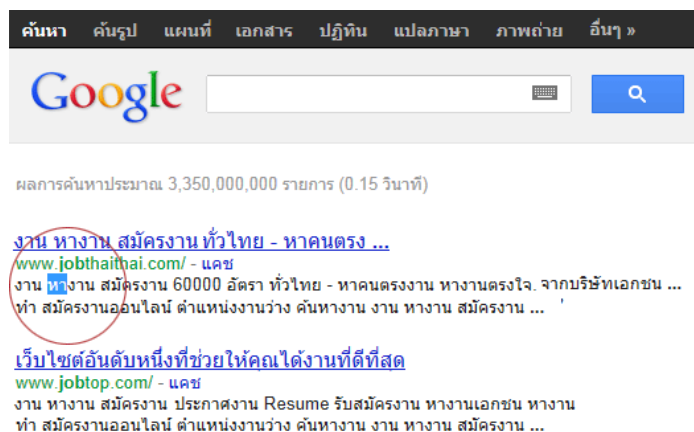 ค้นหา ค้นรูป แผนที่ เอกสาร ปฏิทิน แปลภาษา ภาพถ่าย อื่นๆ »
Google
ผลการค้นหาประมาณ 3,350,000,000 รายการ (0.15 วินาที)
งาน หางาน สมัครงาน ทั่วไทย - หาคนตรง ...
www.jobthaithai.com/ - แคช
งาน หางาน สมัครงาน 60000 อัตรา ทั่วไทย - หาคนตรงงาน หางานตรงใจ. จากบริษัทเอกชน ...
ทำ สมัครงานออนไลน์ ตำแหน่งงานว่าง ค้นหางาน งาน หางาน สมัครงาน ... '
เว็บไซต์อันดับหนึ่งที่ช่วยให้คุณได้งานที่ดีที่สุด
www.jobtop.com/ - แคช
งาน หางาน สมัครงาน ประกาศงาน Resume รับสมัครงาน หางานเอกชน หางาน
ทำ สมัครงานออนไลน์ ตำแหน่งงานว่าง ค้นหางาน งาน หางาน สมัครงาน ...